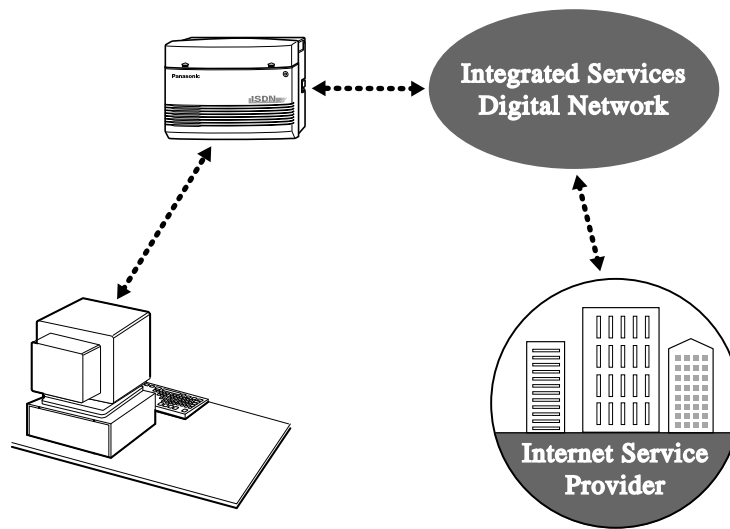 Panasonic
ISDN
Integrated Services
Digital Network
Internet Service
Provider